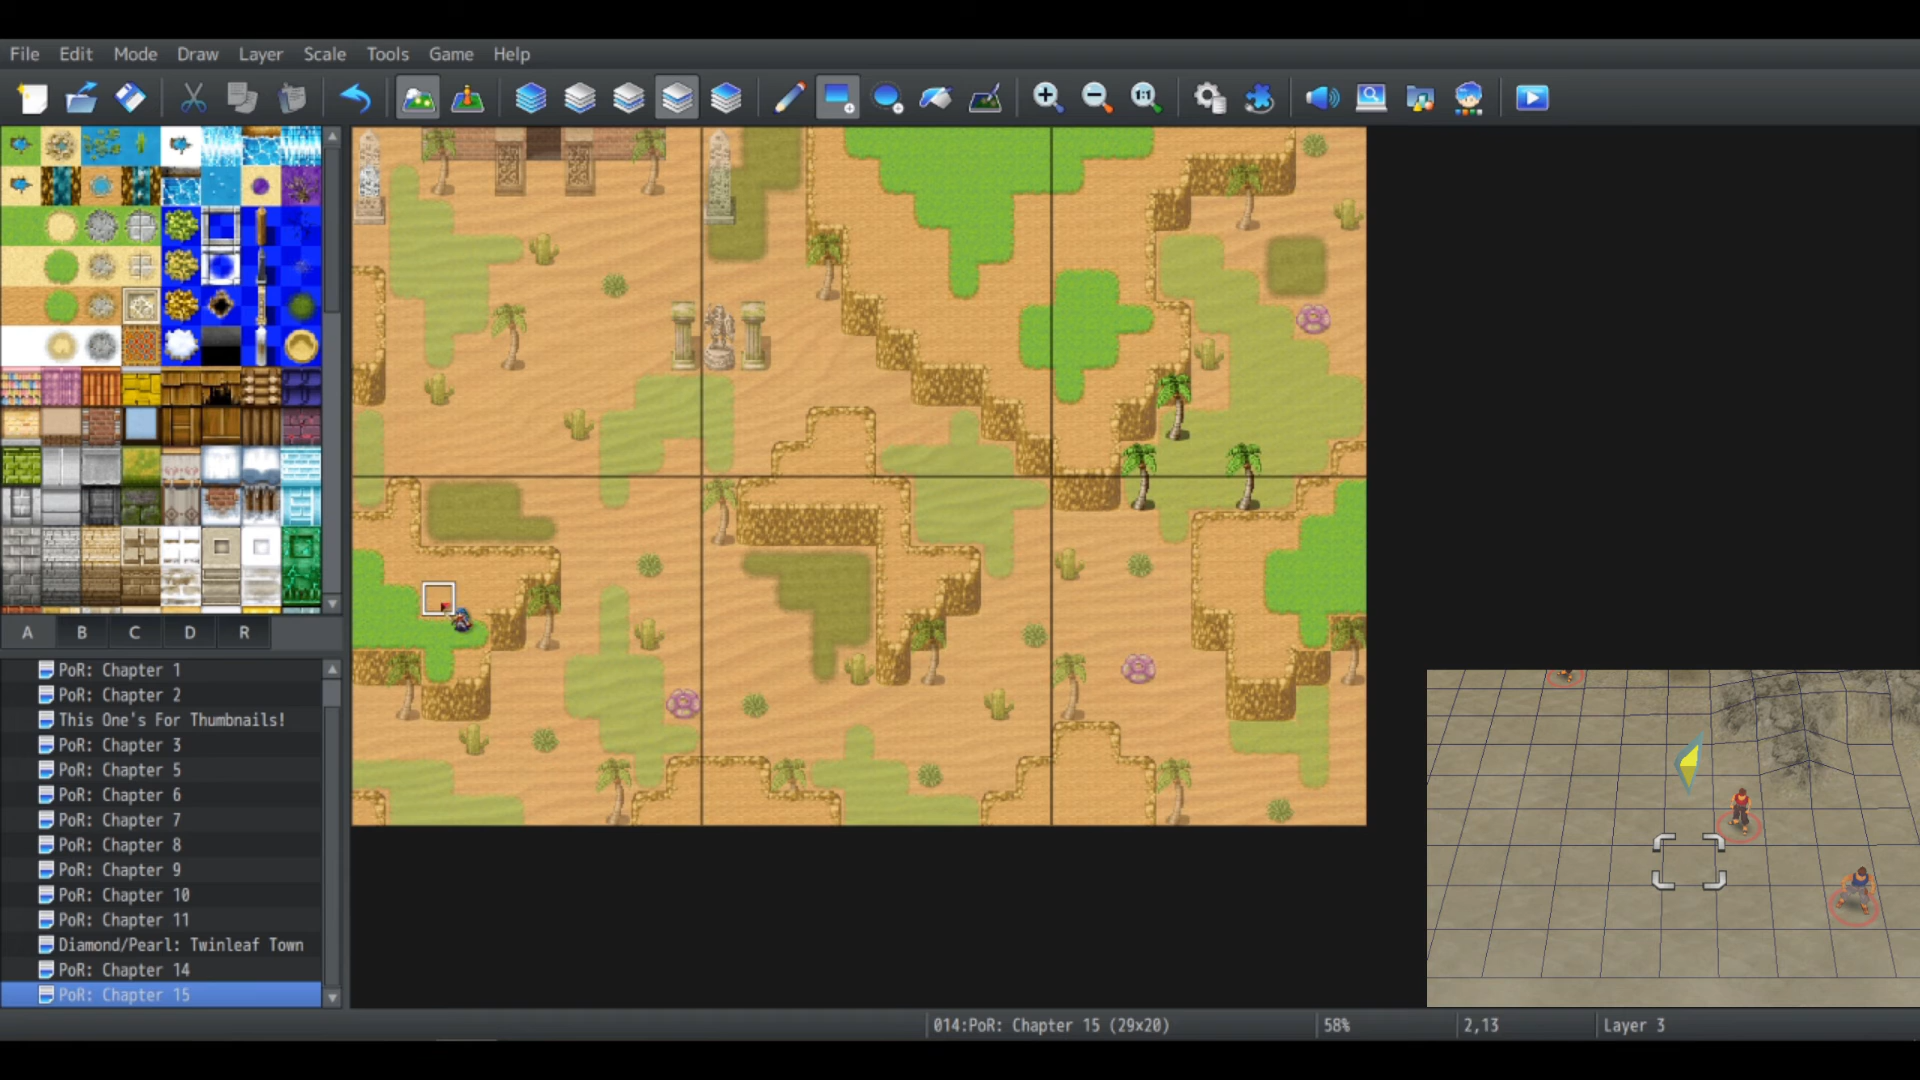 File Edit Mode Draw Layer Scale Tools Game Help
1:1
A B C D R
PoR: Chapter 1
PoR: Chapter 2
This One's For Thumbnails!
PoR: Chapter 3
PoR: Chapter 5
PoR: Chapter 6
PoR: Chapter 7
PoR: Chapter 8
PoR: Chapter 9
PoR: Chapter 10
PoR: Chapter 11
Diamond/Pearl: Twinleaf Town
PoR: Chapter 14
PoR: Chapter 15
014:PoR: Chapter 15 (29x20) 58% 2,13 Layer 3